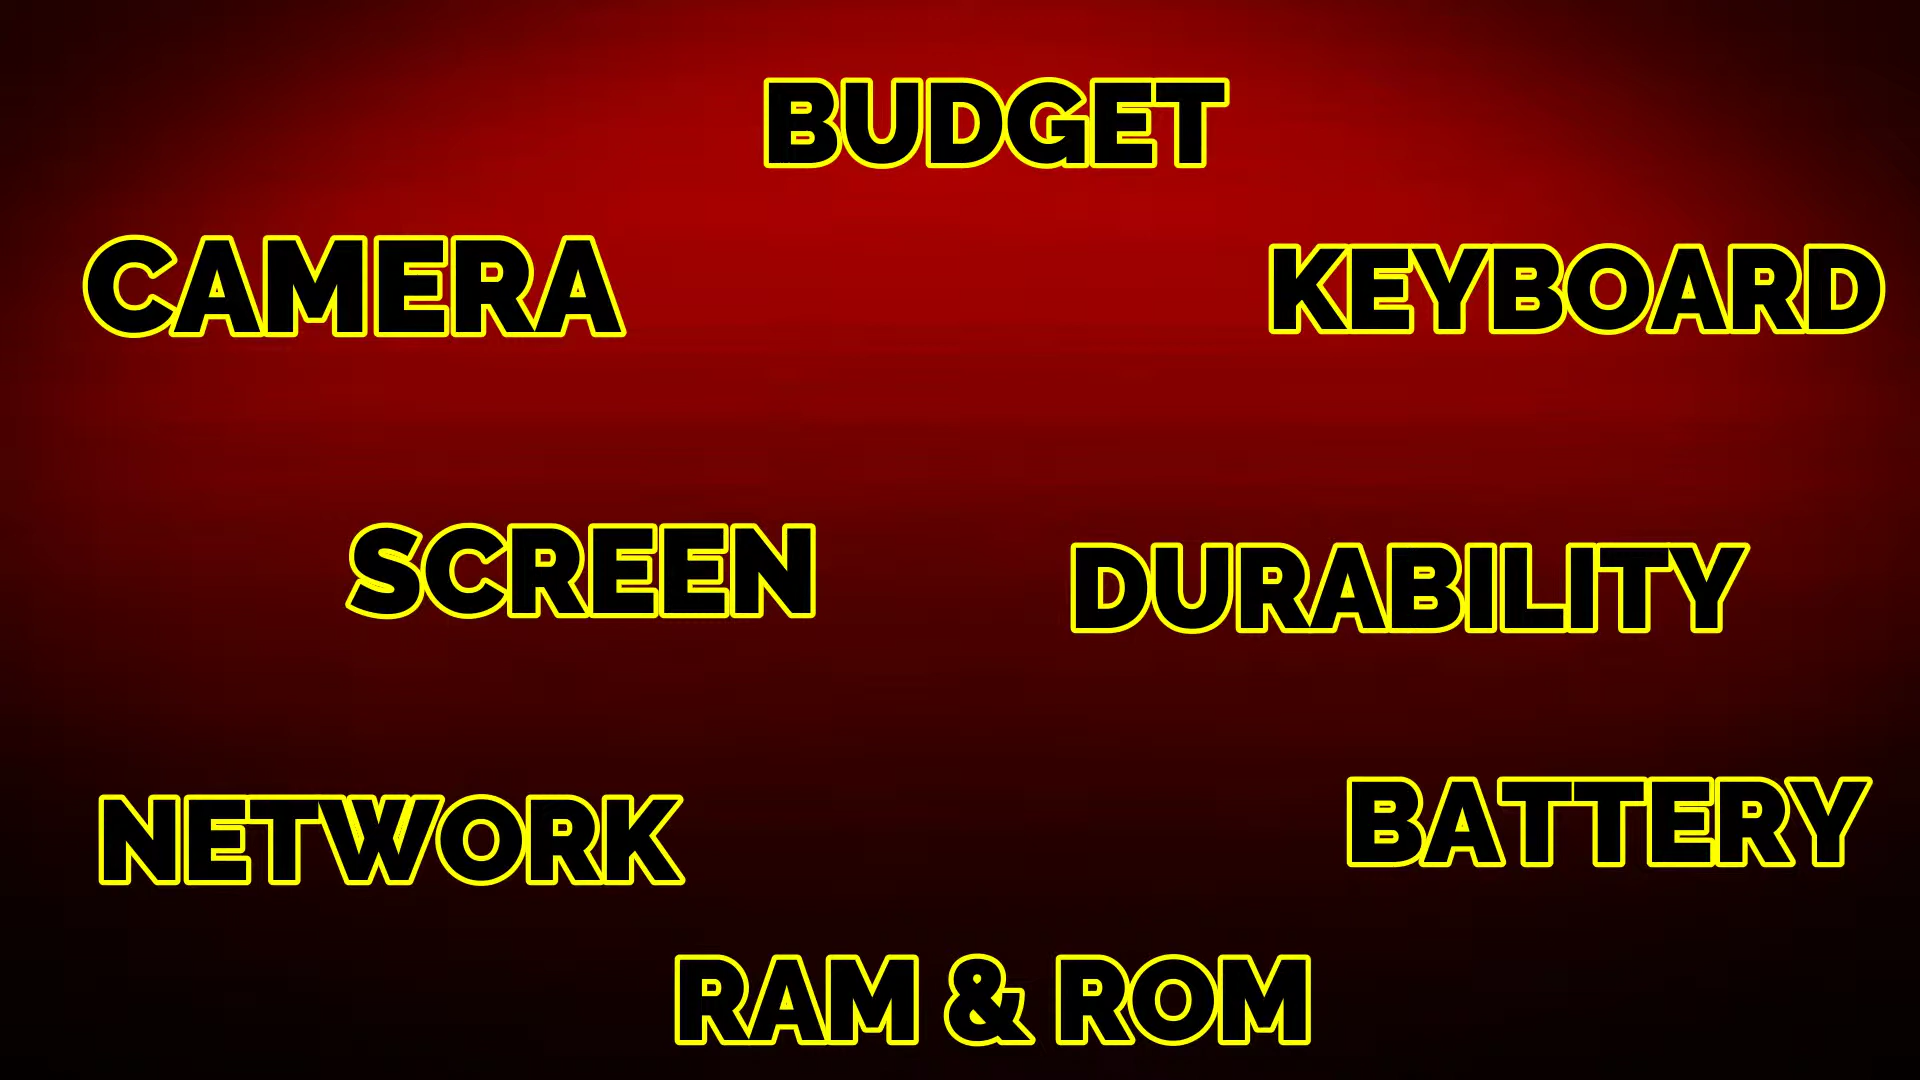 BUDGET
CAMERA
KEYBOARD
SCREEN
DURABILITY
NETWORK
BATTERY
RAM & ROM